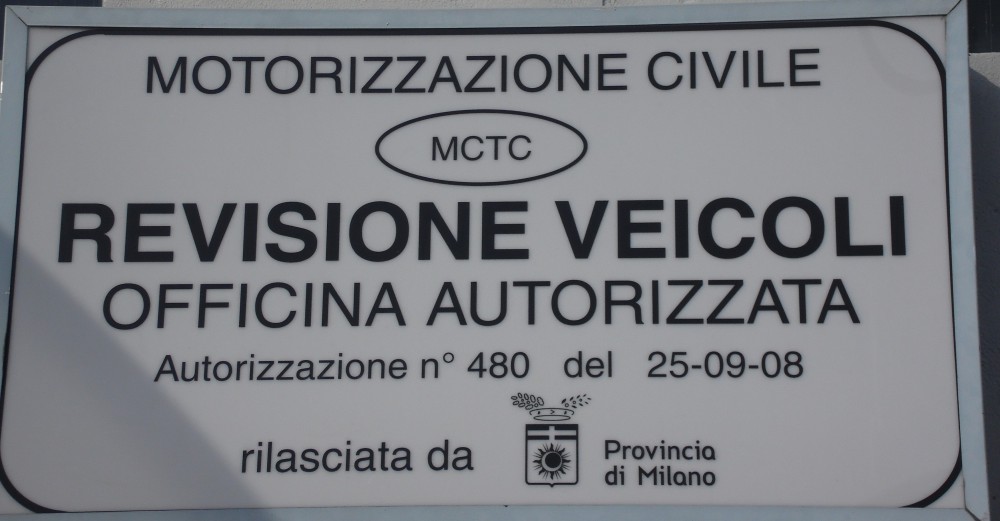 MOTORIZZAZIONE CIVILE
MCTC
REVISIONE VEICOLI
OFFICINA AUTORIZZATA
Autorizzazione n° 480 del 25-09-08
rilasciata da
Provincia
di Milano